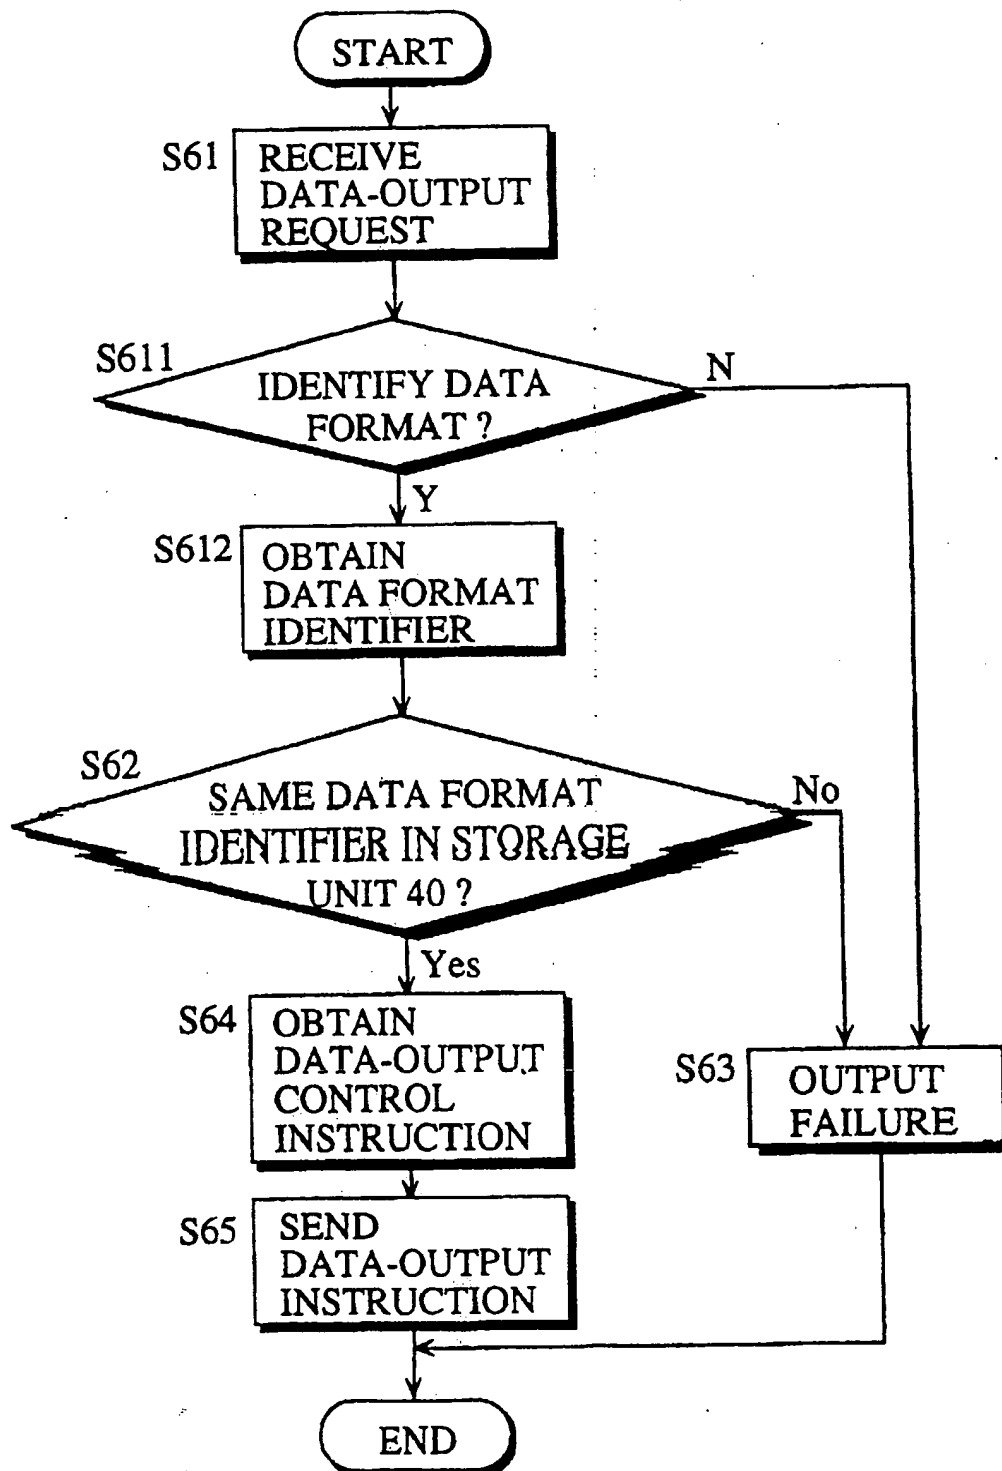 START
S61
RECEIVE
DATA-OUTPUT
REQUEST
S611
IDENTIFY DATA
FORMAT ?
N
Y
S612
OBTAIN
DATA FORMAT
IDENTIFIER
S62
SAME DATA FORMAT
IDENTIFIER IN STORAGE
UNIT 40 ?
No
Yes
S64
OBTAIN
DATA-OUTPUT
CONTROL
INSTRUCTION
S63
OUTPUT
FAILURE
S65
SEND
DATA-OUTPUT
INSTRUCTION
END